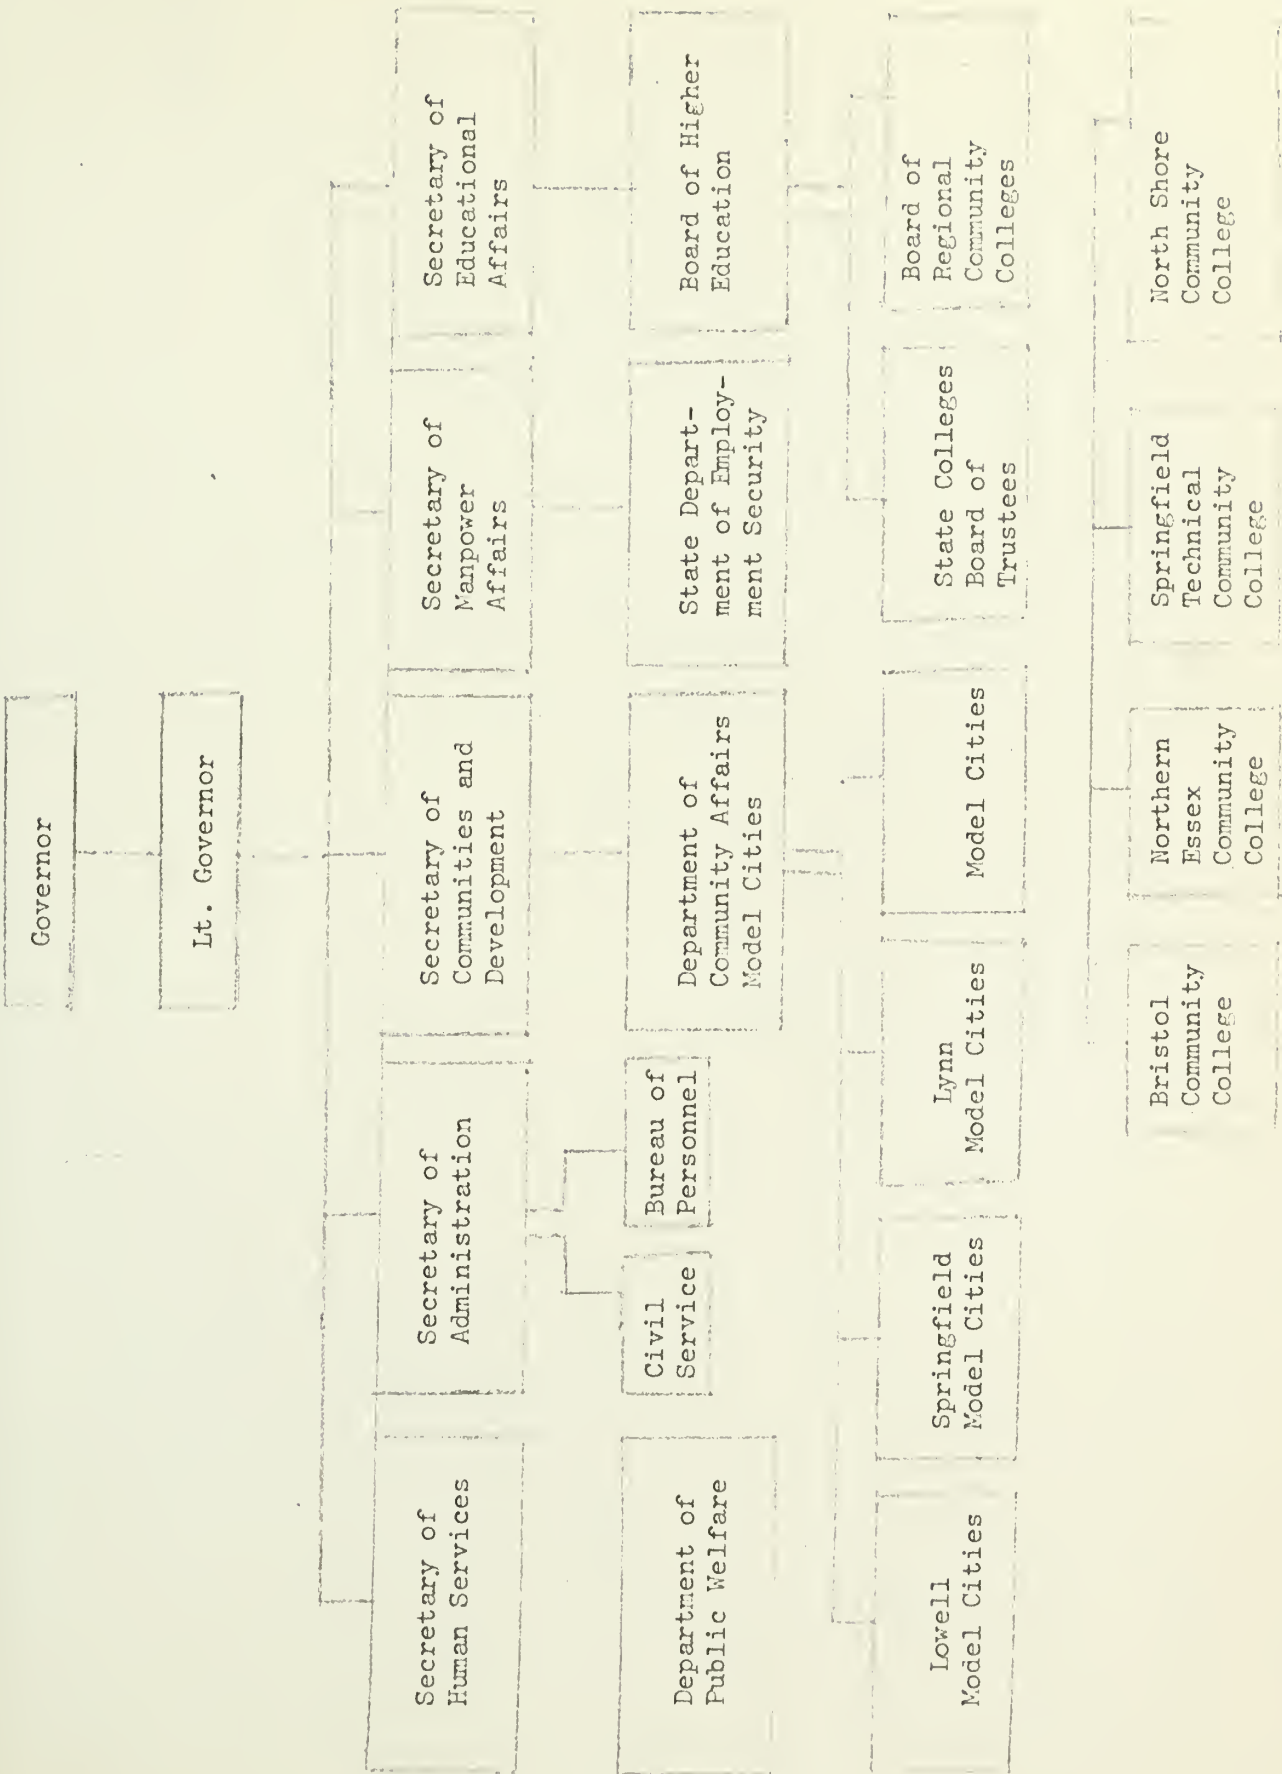 Governor
Lt. Governor
Secretary of
Human Services
Secretary of
Administration
Secretary of
Communities and
Development
Secretary of
Manpower
Affairs
Secretary of
Educational
Affairs
Department of
Public Welfare
Civil
Service
Bureau of
Personnel
Department of
Community Affairs
Model Cities
State Depart-
ment of Employ-
ment Security
Board of Higher
Education
Lowell
Model Cities
Springfield
Model Cities
Lynn
Model Cities
Model Cities
State Colleges
Board of
Trustees
Board of
Regional
Community
Colleges
Bristol
Community
College
Northern
Essex
Community
College
Springfield
Technical
Community
College
North Shore
Community
College